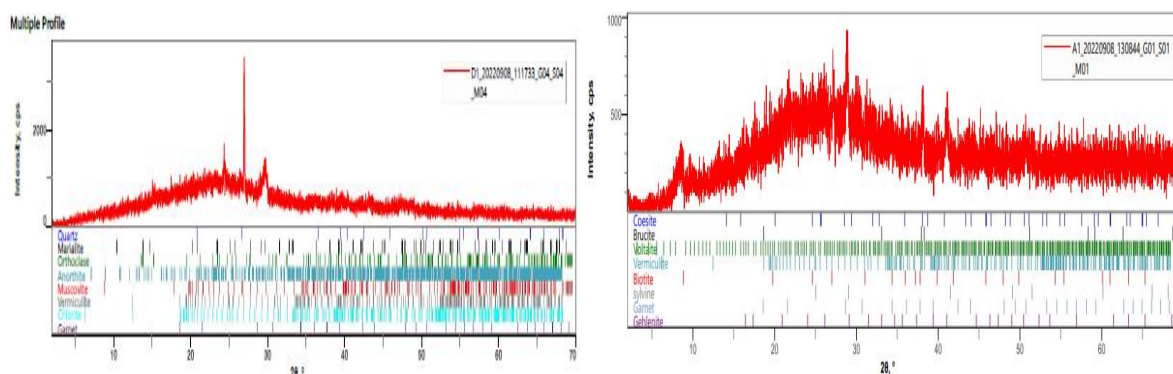 Multiple Profile
D1_20220908_111733_G04_S04
_M04
Intensity, cps
2000
0
Quartz
Marialite
Orthoclase
Anorthite
Muscovite
Vermiculite
Chlorite
Garnet
10
20
30
40
50
60
70
2θ, °
A1_20220908_130844_G01_S01
_M01
Intensity, cps
1000
500
Coesite
Brucite
Voltaite
Vermiculite
Biotite
sylvine
Garnet
Gehlenite
10
20
30
40
50
60
2θ, °